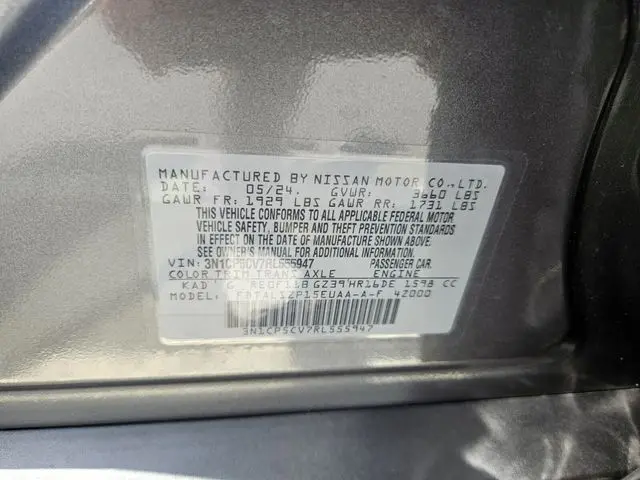 MANUFACTURED BY NISSAN MOTOR CO.,LTD.
DATE: 05/24. GVWR: 3660 LBS
GAWR FR: 1929 LBS GAWR RR: 1731 LBS
THIS VEHICLE CONFORMS TO ALL APPLICABLE FEDERAL MOTOR
VEHICLE SAFETY, BUMPER, AND THEFT PREVENTION STANDARDS
IN EFFECT ON THE DATE OF MANUFACTURE SHOWN ABOVE.
SEE OWNER'S MANUAL FOR ADDITIONAL INFORMATION
VIN: 3N1CP5CV7RL555947 PASSENGER CAR.
COLOR TRIM TRANS AXLE ENGINE
KAD G RE0F11B GZ39 HR16DE 1598 CC
MODEL: 42000
3N1CP5CV7RL555947